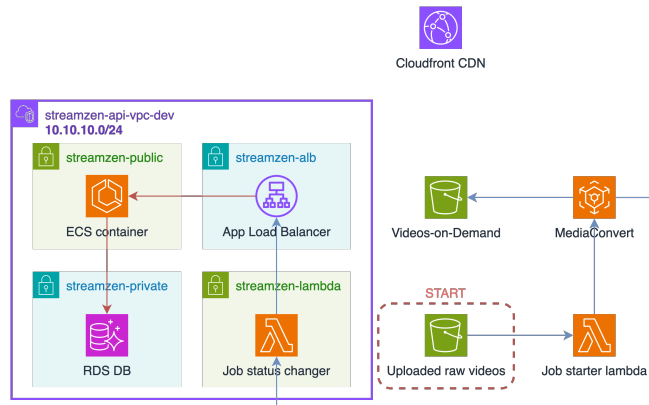 Cloudfront CDN
streamzen-api-vpc-dev
10.10.10.0/24
streamzen-public
streamzen-alb
ECS container
App Load Balancer
Videos-on-Demand
MediaConvert
streamzen-private
streamzen-lambda
START
RDS DB
Job status changer
Uploaded raw videos
Job starter lambda